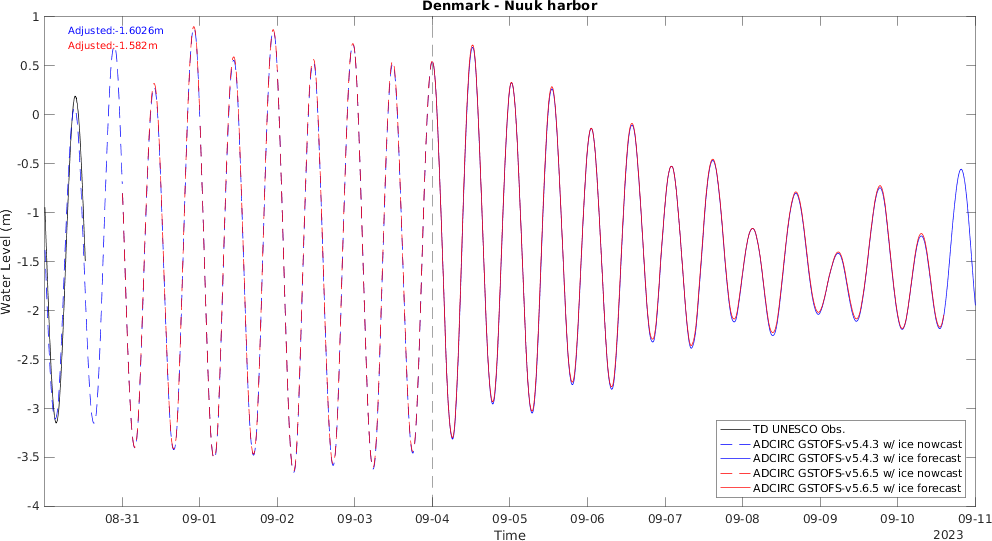 Denmark - Nuuk harbor
Adjusted:-1.6026m
Adjusted:-1.582m
1
0.5
0
-0.5
-1
-1.5
-2
-2.5
-3
-3.5
-4
Water Level (m)
08-31
09-01
09-02
09-03
09-04
09-05
09-06
09-07
09-08
09-09
09-10
09-11
Time
2023
TD UNESCO Obs.
ADCIRC GSTOFS-v5.4.3 w/ ice nowcast
ADCIRC GSTOFS-v5.4.3 w/ ice forecast
ADCIRC GSTOFS-v5.6.5 w/ ice nowcast
ADCIRC GSTOFS-v5.6.5 w/ ice forecast